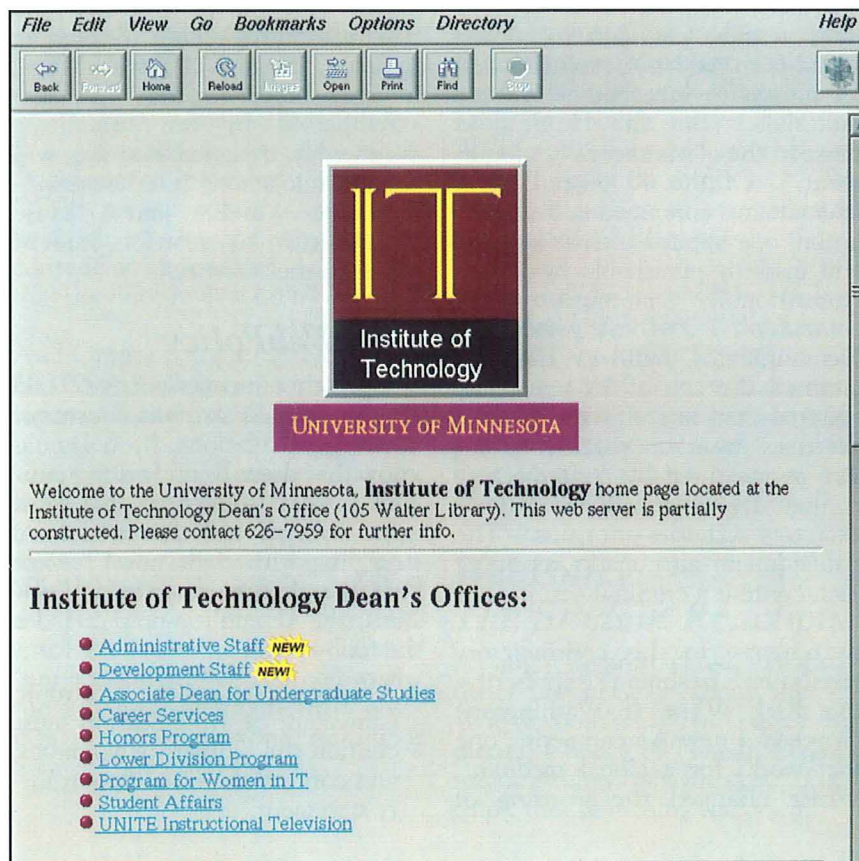 File Edit View Go Bookmarks Options Directory Help
Back Forward Home Reload Images Open Print Find Stop
IT
Institute of
Technology
UNIVERSITY OF MINNESOTA
Welcome to the University of Minnesota, Institute of Technology home page located at the
Institute of Technology Dean's Office (105 Walter Library). This web server is partially
constructed. Please contact 626-7959 for further info.
Institute of Technology Dean's Offices:
Administrative Staff NEW!
Development Staff NEW!
Associate Dean for Undergraduate Studies
Career Services
Honors Program
Lower Division Program
Program for Women in IT
Student Affairs
UNITE Instructional Television